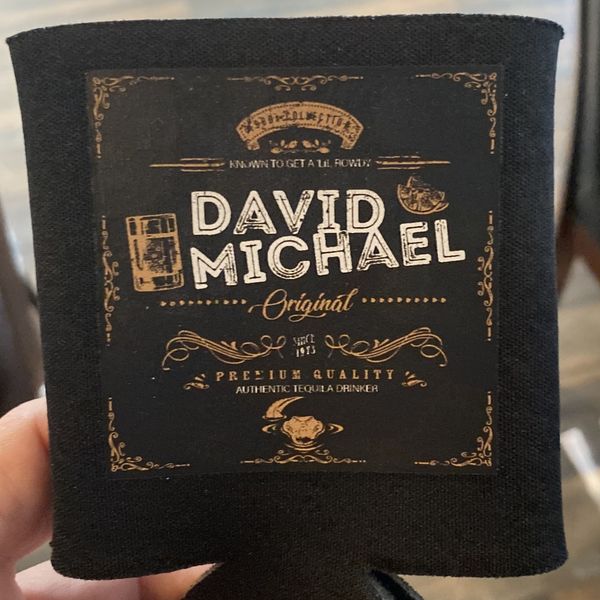 KNOWN TO GET A LIL ROWDY
DAVID
MICHAEL
Original
SINCE
1973
PREMIUM QUALITY
AUTHENTIC TEQUILA DRINKER